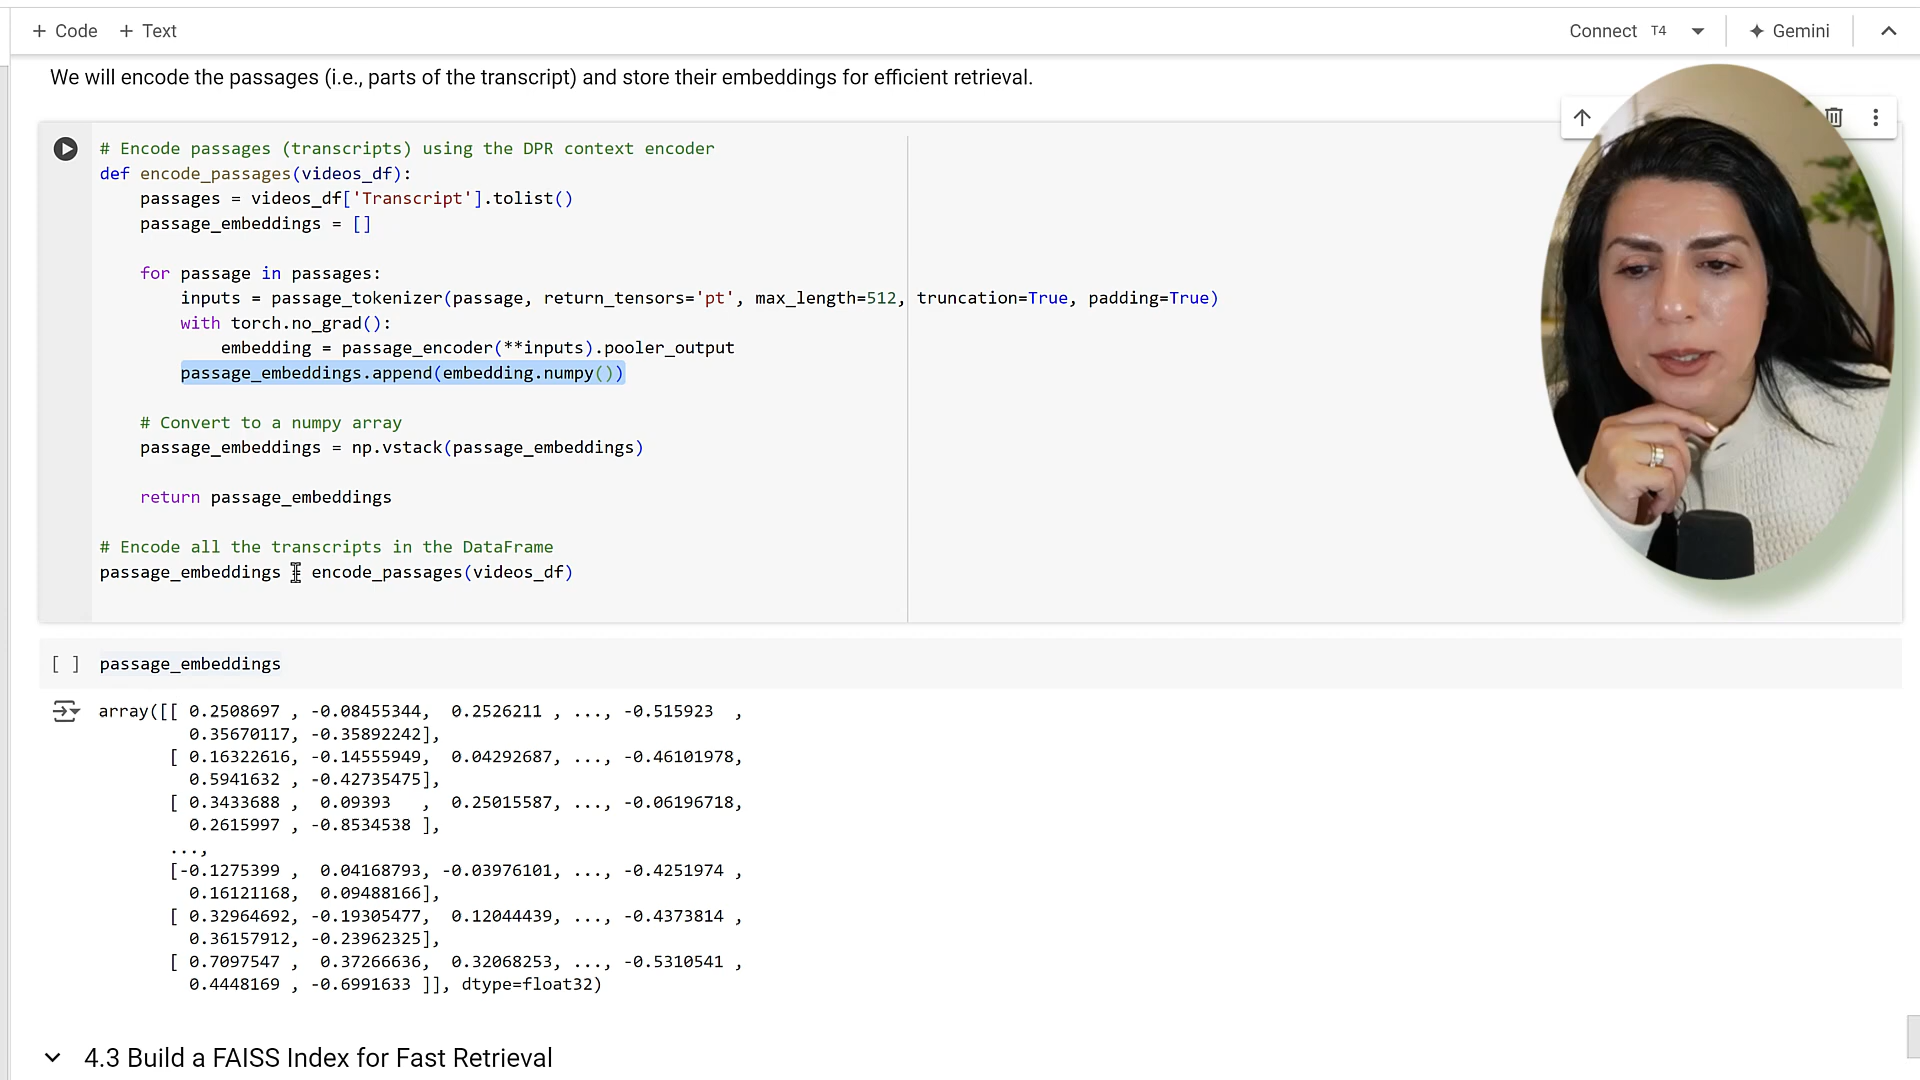 + Code + Text
Connect T4
Gemini
We will encode the passages (i.e., parts of the transcript) and store their embeddings for efficient retrieval.
# Encode passages (transcripts) using the DPR context encoder
def encode_passages(videos_df):
passages = videos_df['Transcript'].tolist()
passage_embeddings = []
for passage in passages:
inputs = passage_tokenizer(passage, return_tensors='pt', max_length=512, truncation=True, padding=True)
with torch.no_grad():
embedding = passage_encoder(**inputs).pooler_output
passage_embeddings.append(embedding.numpy())
# Convert to a numpy array
passage_embeddings = np.vstack(passage_embeddings)
return passage_embeddings
# Encode all the transcripts in the DataFrame
passage_embeddings = encode_passages(videos_df)
[ ] passage_embeddings
array([[ 0.2508697 , -0.08455344, 0.2526211 , ..., -0.515923 ,
0.35670117, -0.35892242],
[ 0.16322616, -0.14555949, 0.04292687, ..., -0.46101978,
0.5941632 , -0.42735475],
[ 0.3433688 , 0.09393 , 0.25015587, ..., -0.06196718,
0.2615997 , -0.8534538 ],
...,
[-0.1275399 , 0.04168793, -0.03976101, ..., -0.4251974 ,
0.16121168, 0.09488166],
[ 0.32964692, -0.19305477, 0.12044439, ..., -0.4373814 ,
0.36157912, -0.23962325],
[ 0.7097547 , 0.37266636, 0.32068253, ..., -0.5310541 ,
0.4448169 , -0.6991633 ]], dtype=float32)
4.3 Build a FAISS Index for Fast Retrieval